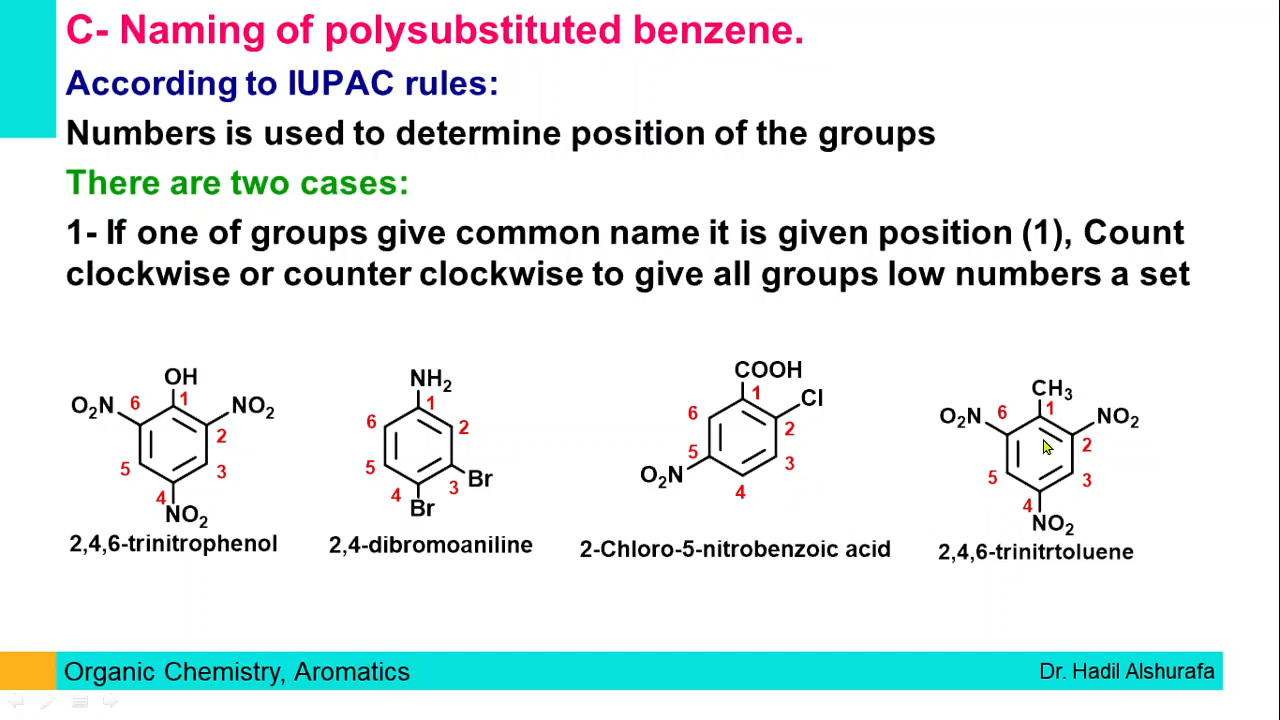 C- Naming of polysubstituted benzene.
According to IUPAC rules:
Numbers is used to determine position of the groups
There are two cases:
1- If one of groups give common name it is given position (1), Count
clockwise or counter clockwise to give all groups low numbers a set
OH
O₂N 6 1 NO₂
2
5 3
4
NO₂
2,4,6-trinitrophenol
NH₂
1
6 2
5
4 3 Br
Br
2,4-dibromoaniline
COOH
1 Cl
6
2
5 3
O₂N
4
2-Chloro-5-nitrobenzoic acid
CH₃
O₂N 6 1 NO₂
2
5 3
4
NO₂
2,4,6-trinitrtoluene
Organic Chemistry, Aromatics
Dr. Hadil Alshurafa